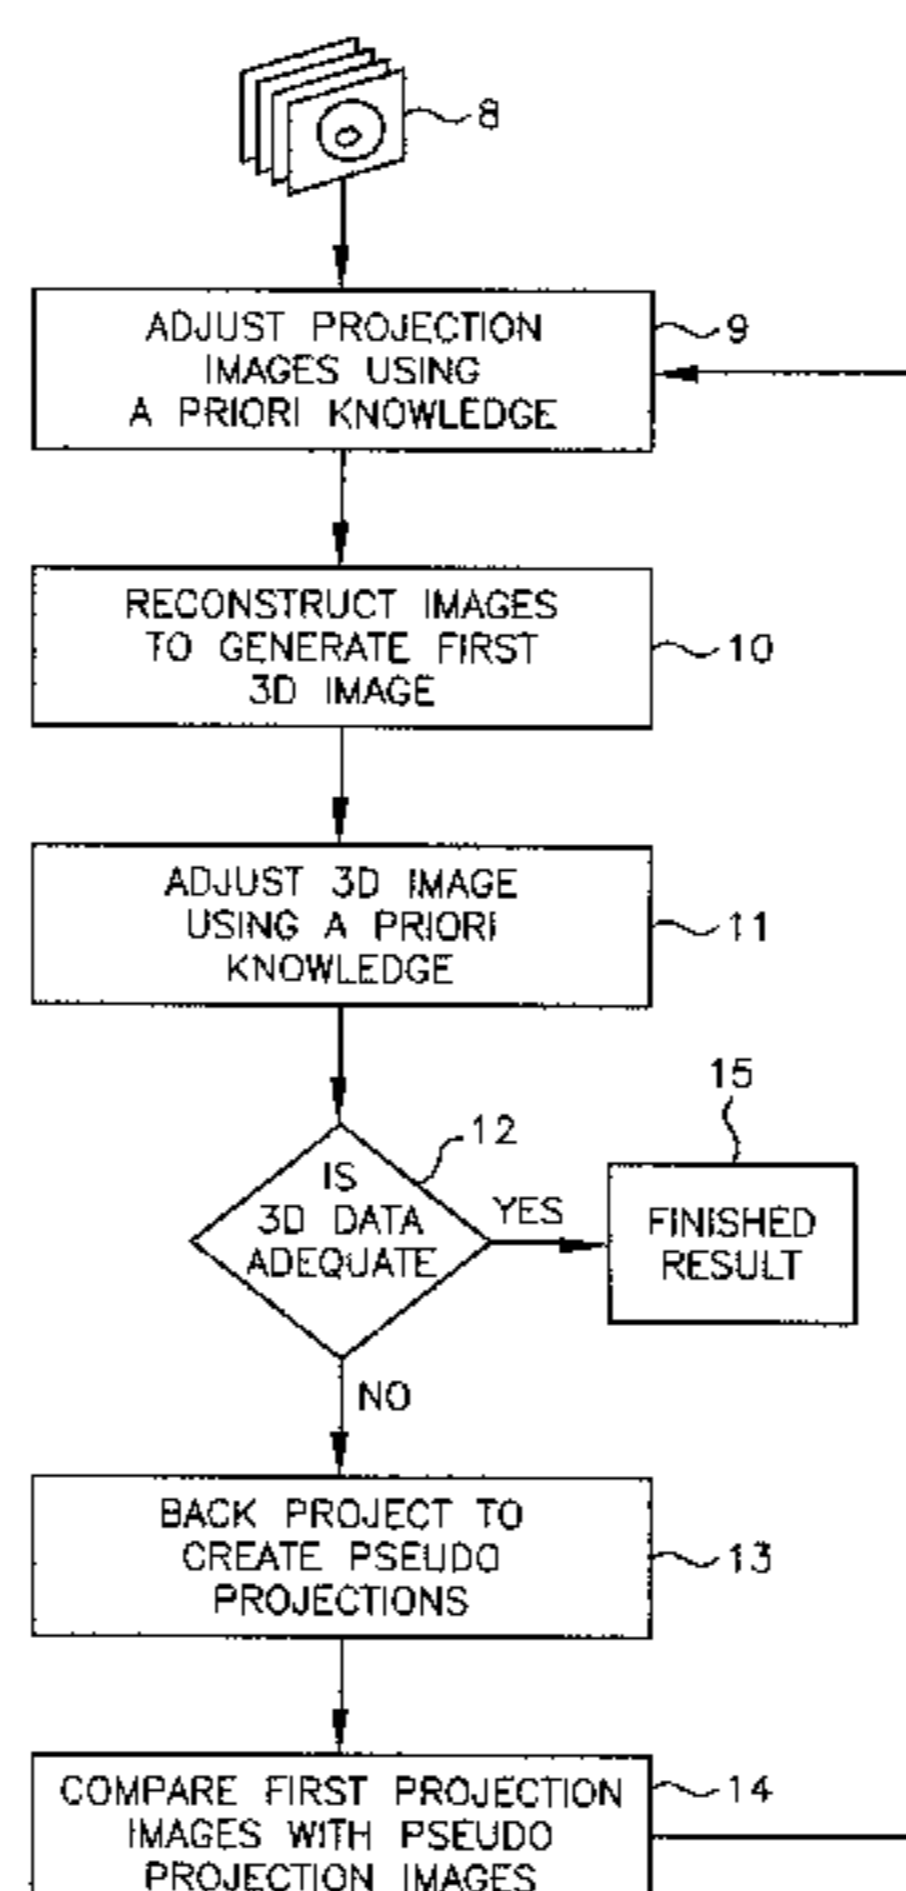 8
ADJUST PROJECTION
IMAGES USING
A PRIORI KNOWLEDGE
9
RECONSTRUCT IMAGES
TO GENERATE FIRST
3D IMAGE
10
ADJUST 3D IMAGE
USING A PRIORI
KNOWLEDGE
11
12
IS
3D DATA
ADEQUATE
YES
15
FINISHED
RESULT
NO
BACK PROJECT TO
CREATE PSEUDO
PROJECTIONS
13
COMPARE FIRST PROJECTION
IMAGES WITH PSEUDO
PROJECTION IMAGES
14